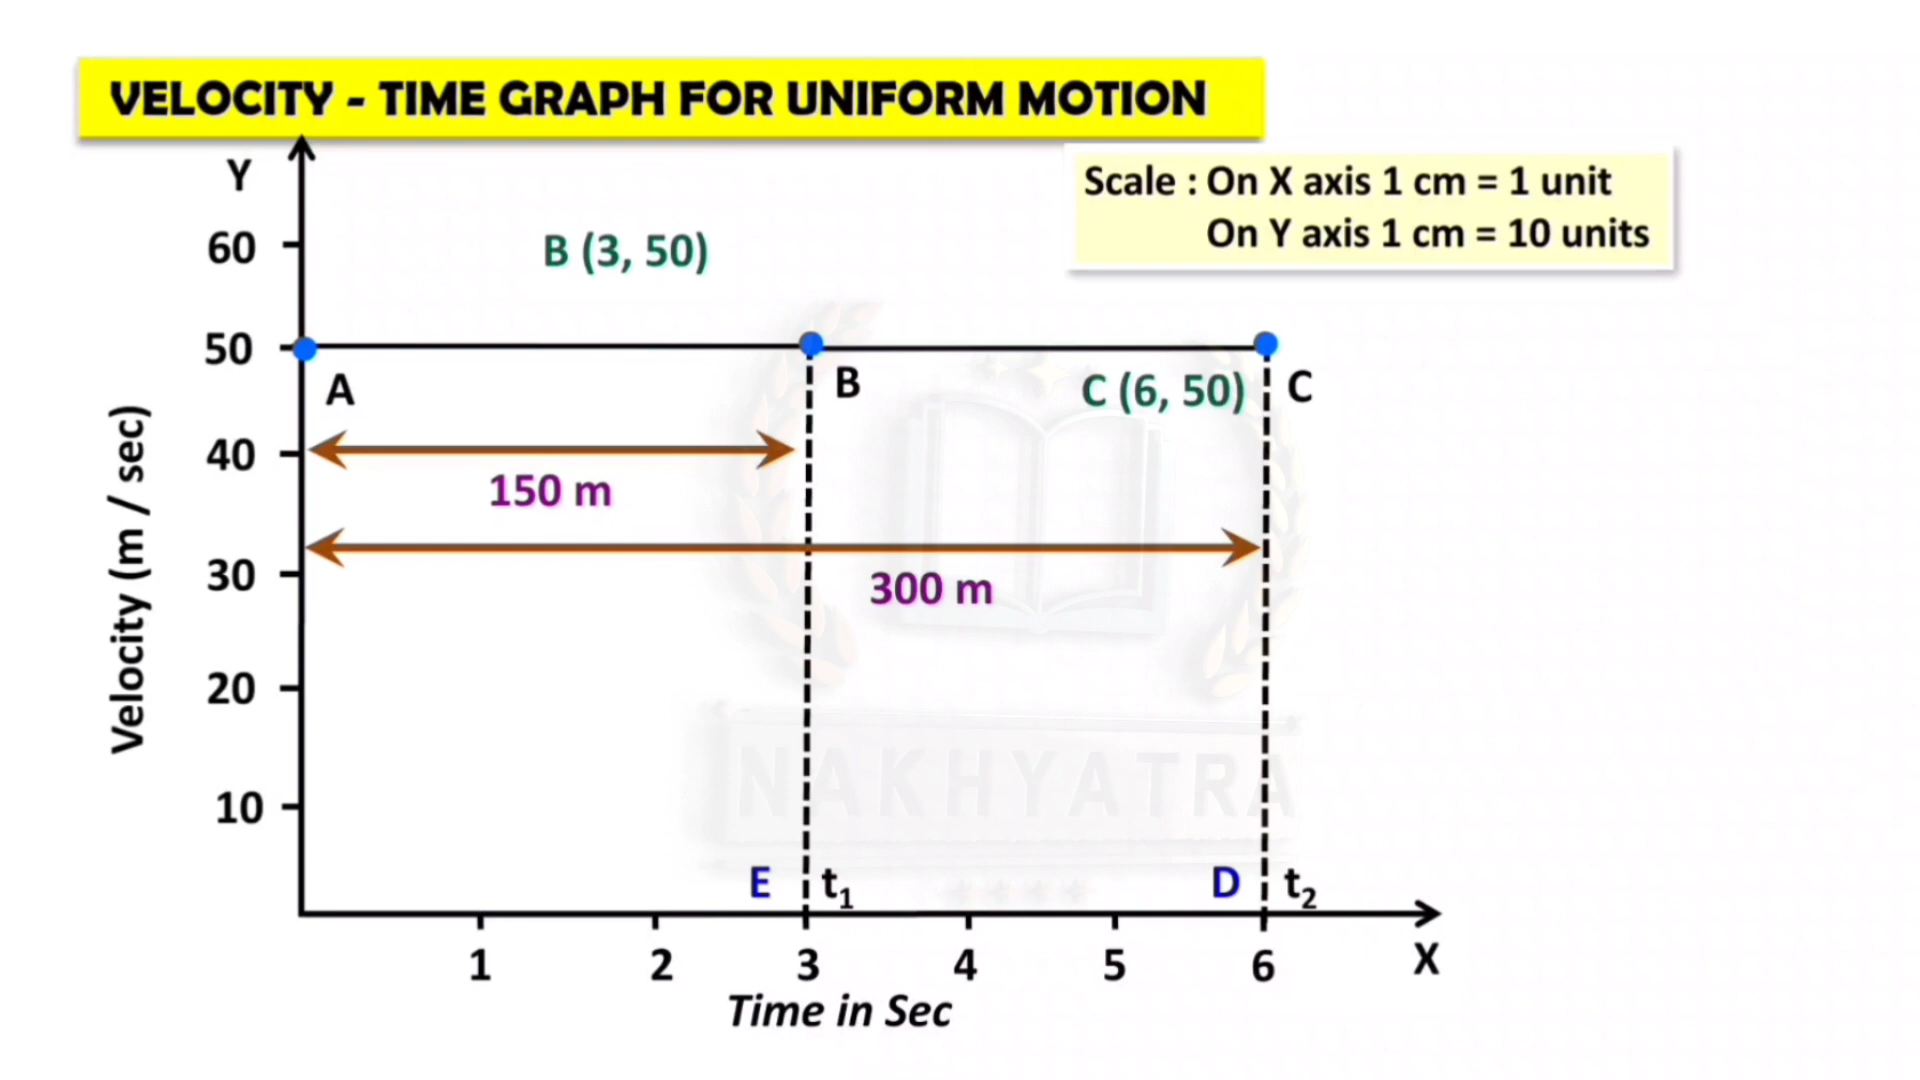 VELOCITY - TIME GRAPH FOR UNIFORM MOTION
Scale : On X axis 1 cm = 1 unit
On Y axis 1 cm = 10 units
Y
60
B (3, 50)
50
A
B
C (6, 50)
C
40
150 m
30
300 m
20
10
Velocity (m / sec)
NAKHYATRA
E
t₁
D
t₂
1
2
3
4
5
6
X
Time in Sec